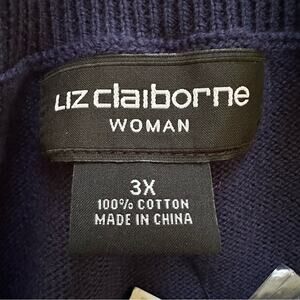 Liz claiborne
WOMAN
3X
100% COTTON
MADE IN CHINA